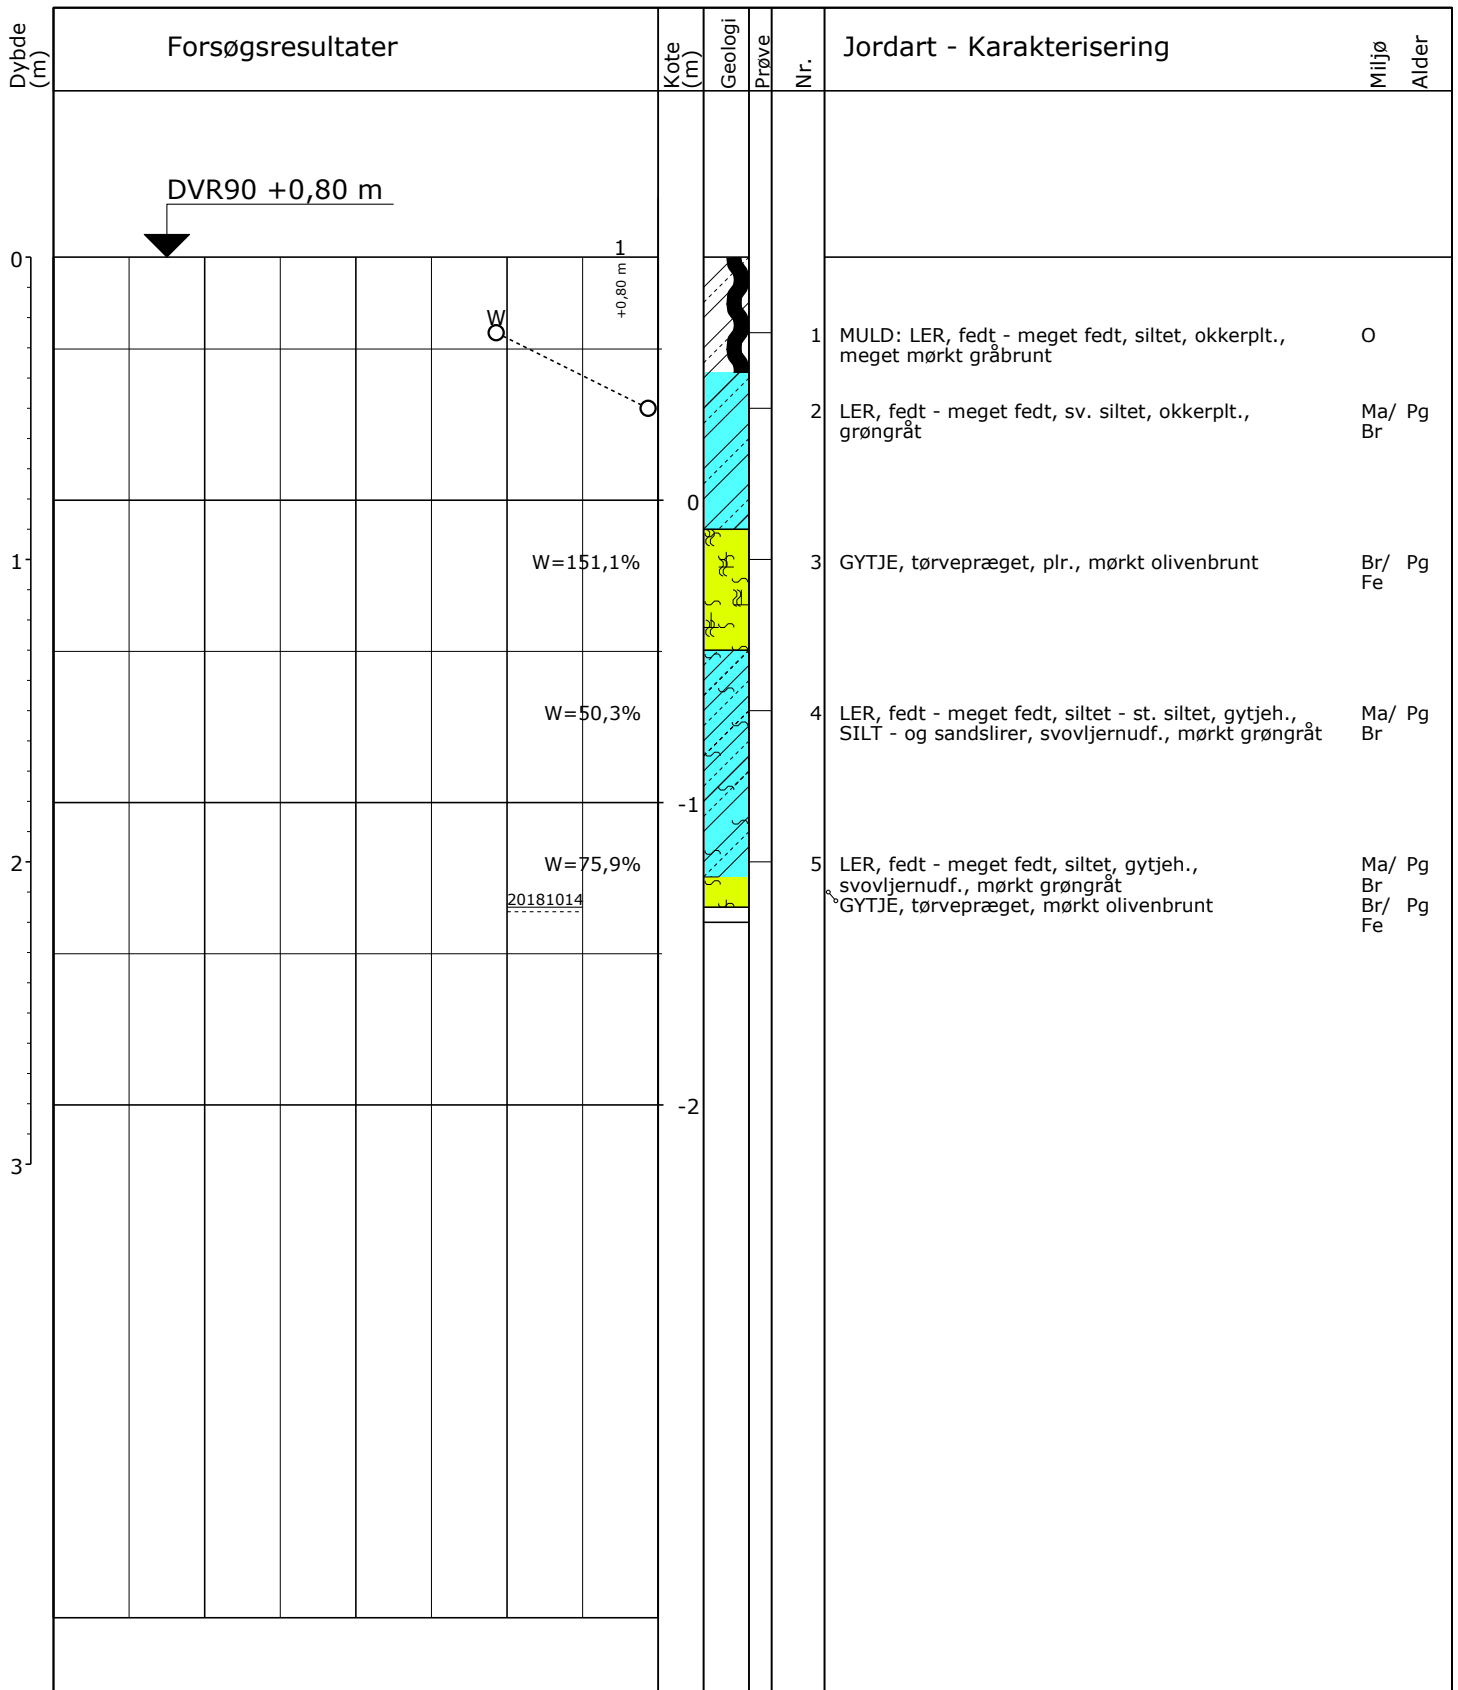 Dybde
(m)
Forsøgsresultater
Kote
(m)
Geologi
Prøve
Nr.
Jordart - Karakterisering
Miljø
Alder
DVR90 +0,80 m
0
1
+0,80 m
W
1 MULD: LER, fedt - meget fedt, siltet, okkerplt., O
meget mørkt gråbrunt
2 LER, fedt - meget fedt, sv. siltet, okkerplt., Ma/ Pg
grøngråt Br
0
1 W=151,1% 3 GYTJE, tørvepræget, plr., mørkt olivenbrunt Br/ Pg
Fe
W=50,3% 4 LER, fedt - meget fedt, siltet - st. siltet, gytjeh., Ma/ Pg
SILT - og sandslirer, svovljernudf., mørkt grøngråt Br
-1
2 W=75,9% 5 LER, fedt - meget fedt, siltet, gytjeh., Ma/ Pg
svovljernudf., mørkt grøngråt Br
20181014 GYTJE, tørvepræget, mørkt olivenbrunt Br/ Pg
Fe
-2
3